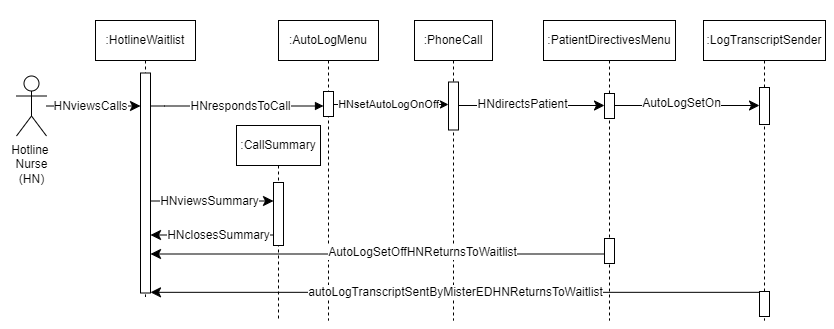 :HotlineWaitlist
:AutoLogMenu
:PhoneCall
:PatientDirectivesMenu
:LogTranscriptSender
HNviewsCalls
HNrespondsToCall
HNsetAutoLogOnOff
HNdirectsPatient
AutoLogSetOn
Hotline
Nurse
(HN)
:CallSummary
HNviewsSummary
HNclosesSummary
AutoLogSetOffHNReturnsToWaitlist
autoLogTranscriptSentByMisterEDHNReturnsToWaitlist